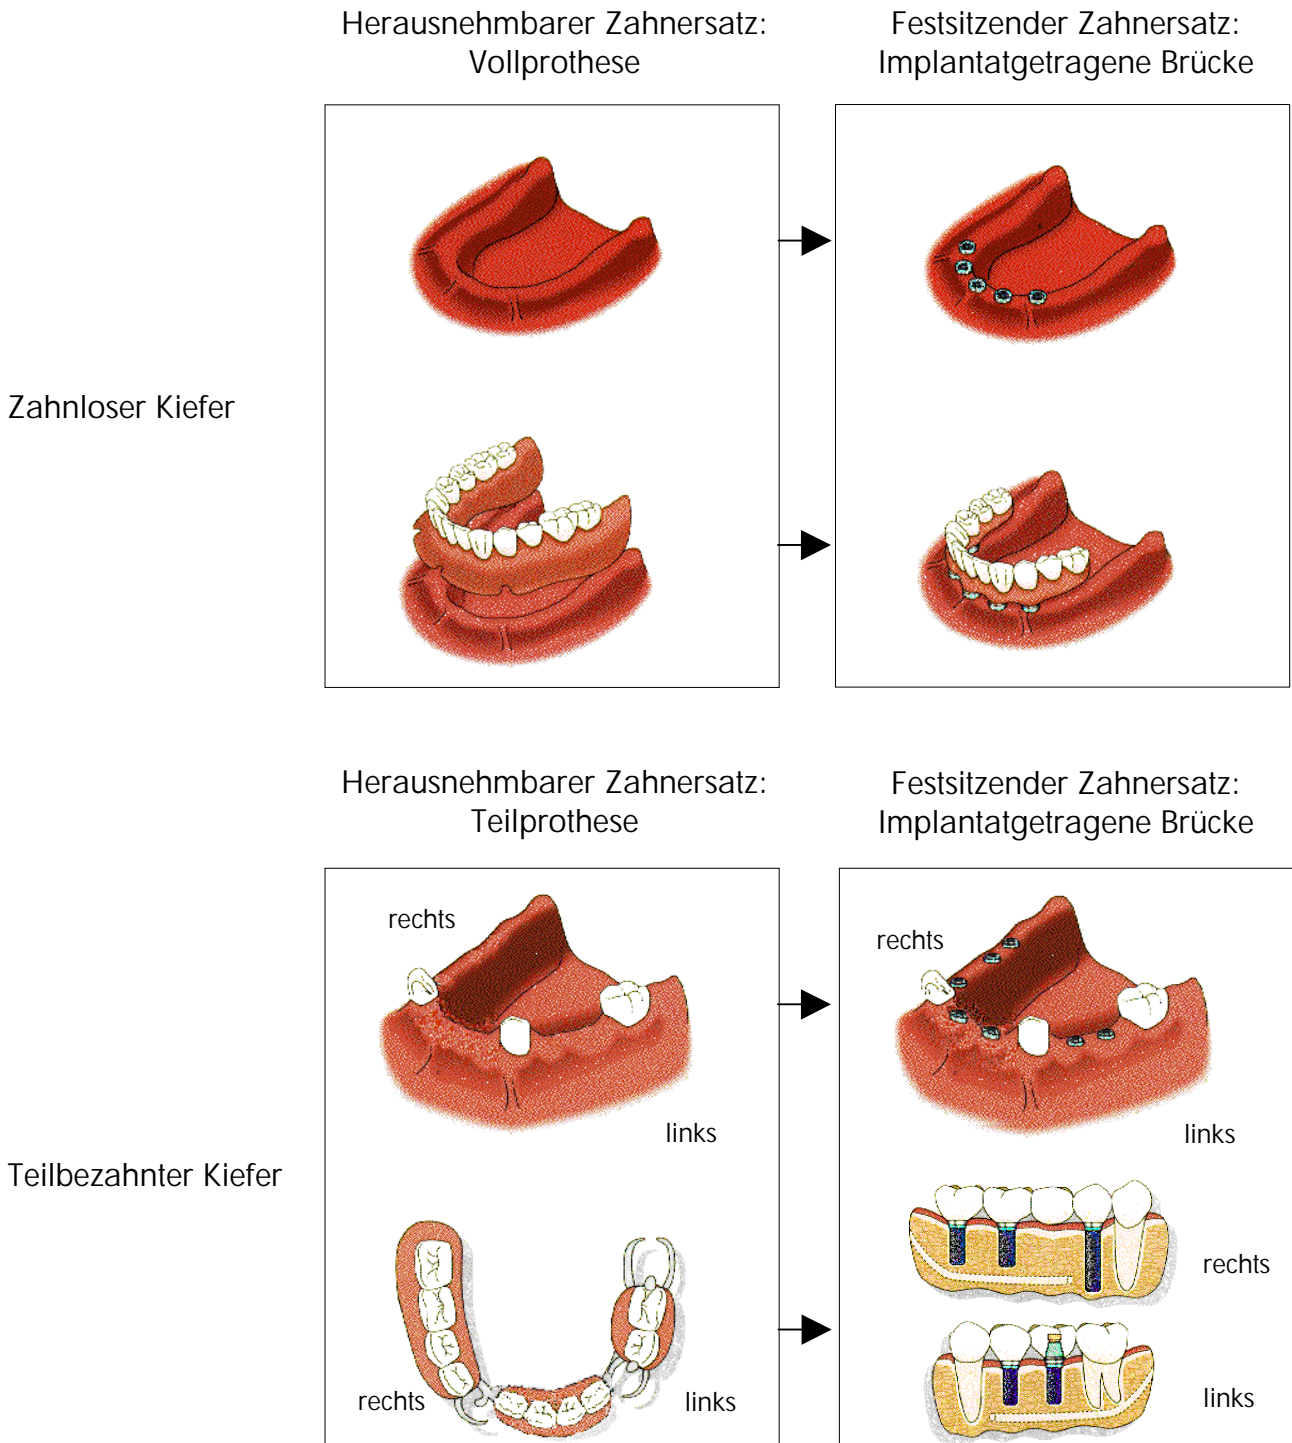 Herausnehmbarer Zahnersatz:
Vollprothese
Festsitzender Zahnersatz:
Implantatgetragene Brücke
Zahnloser Kiefer
Herausnehmbarer Zahnersatz:
Teilprothese
Festsitzender Zahnersatz:
Implantatgetragene Brücke
Teilbezahnter Kiefer
rechts
links
rechts
links
rechts
links
rechts
links